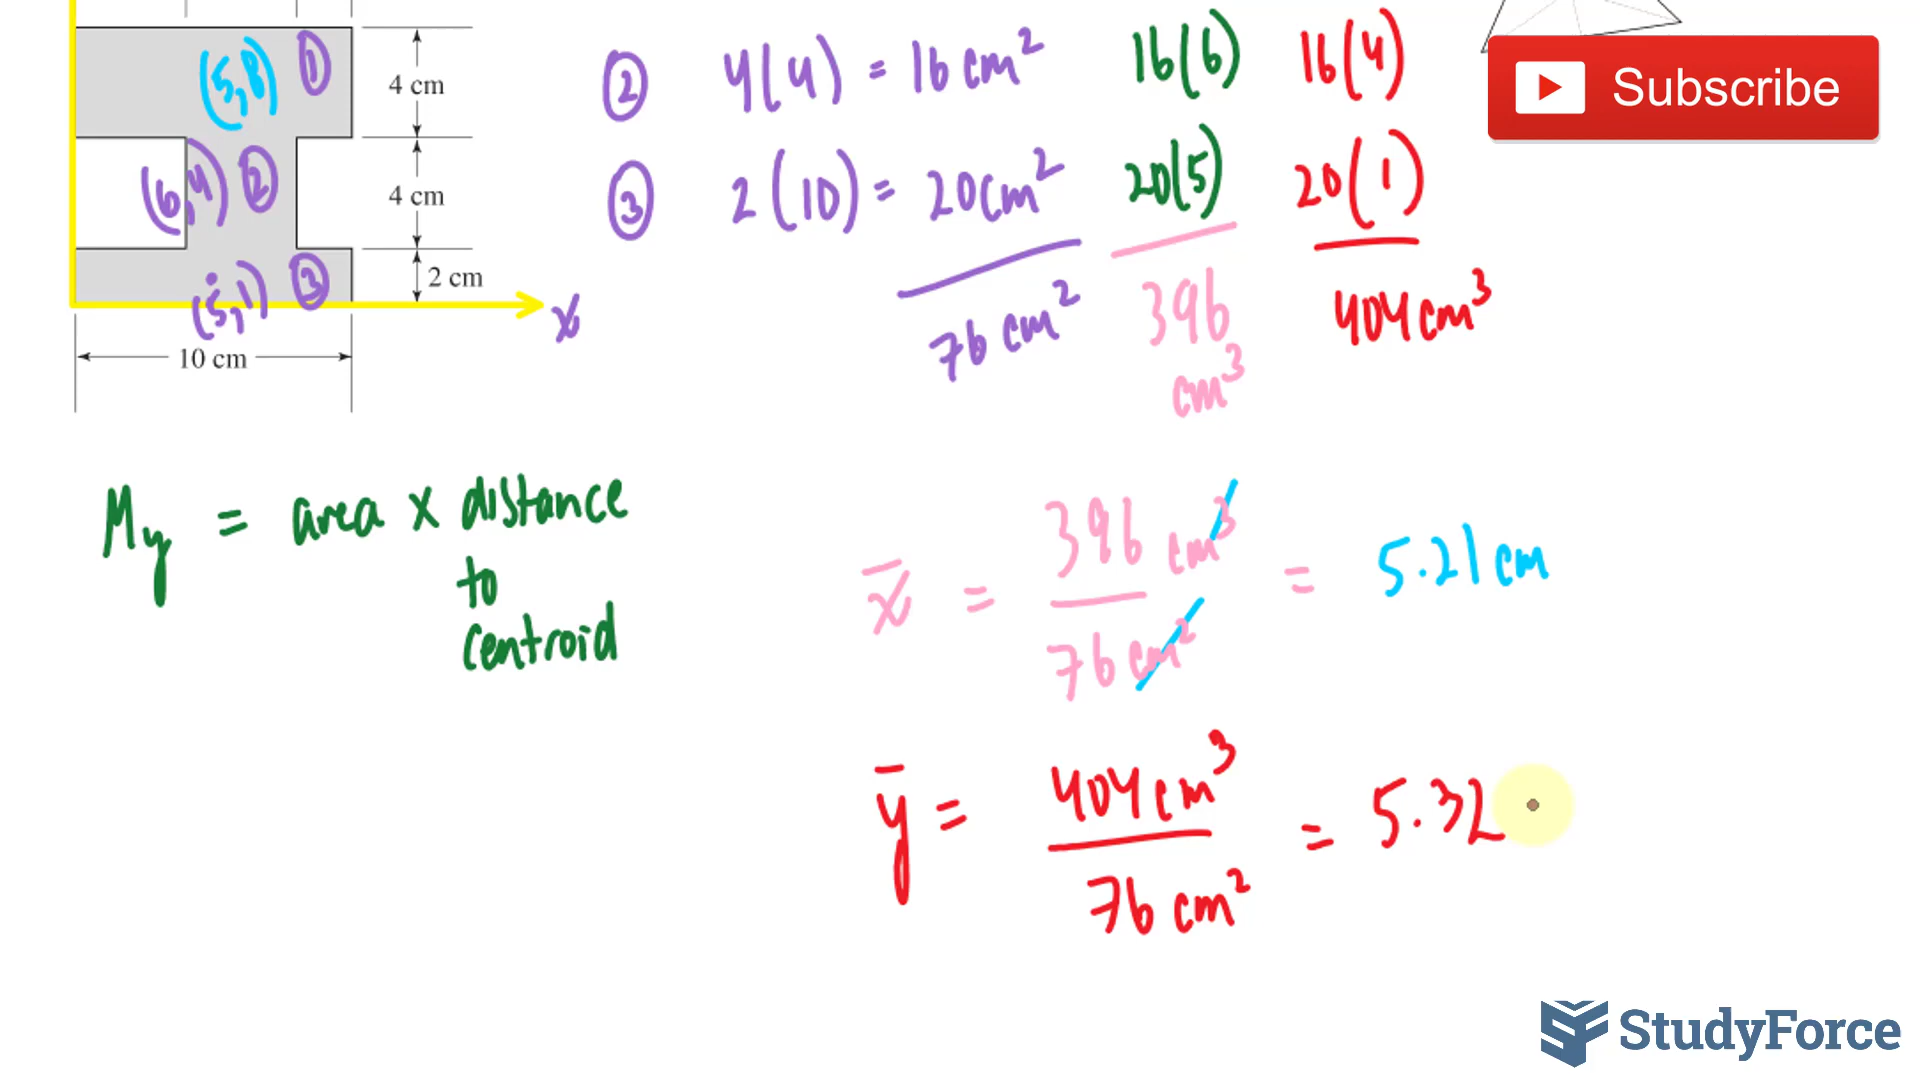 (5,8) ① 4 cm
② 4(4) = 16 cm² 16(6) 16(4)
Subscribe
(6,4) ② 4 cm
③ 2(10) = 20cm² 20(5) 20(1)
(5,1) ③ 2 cm
x
76 cm² 396 cm³ 404 cm³
10 cm
My = area x distance
to
centroid
x̄ = 396 cm³ / 76 cm² = 5.21 cm
ȳ = 404 cm³ / 76 cm² = 5.32
StudyForce